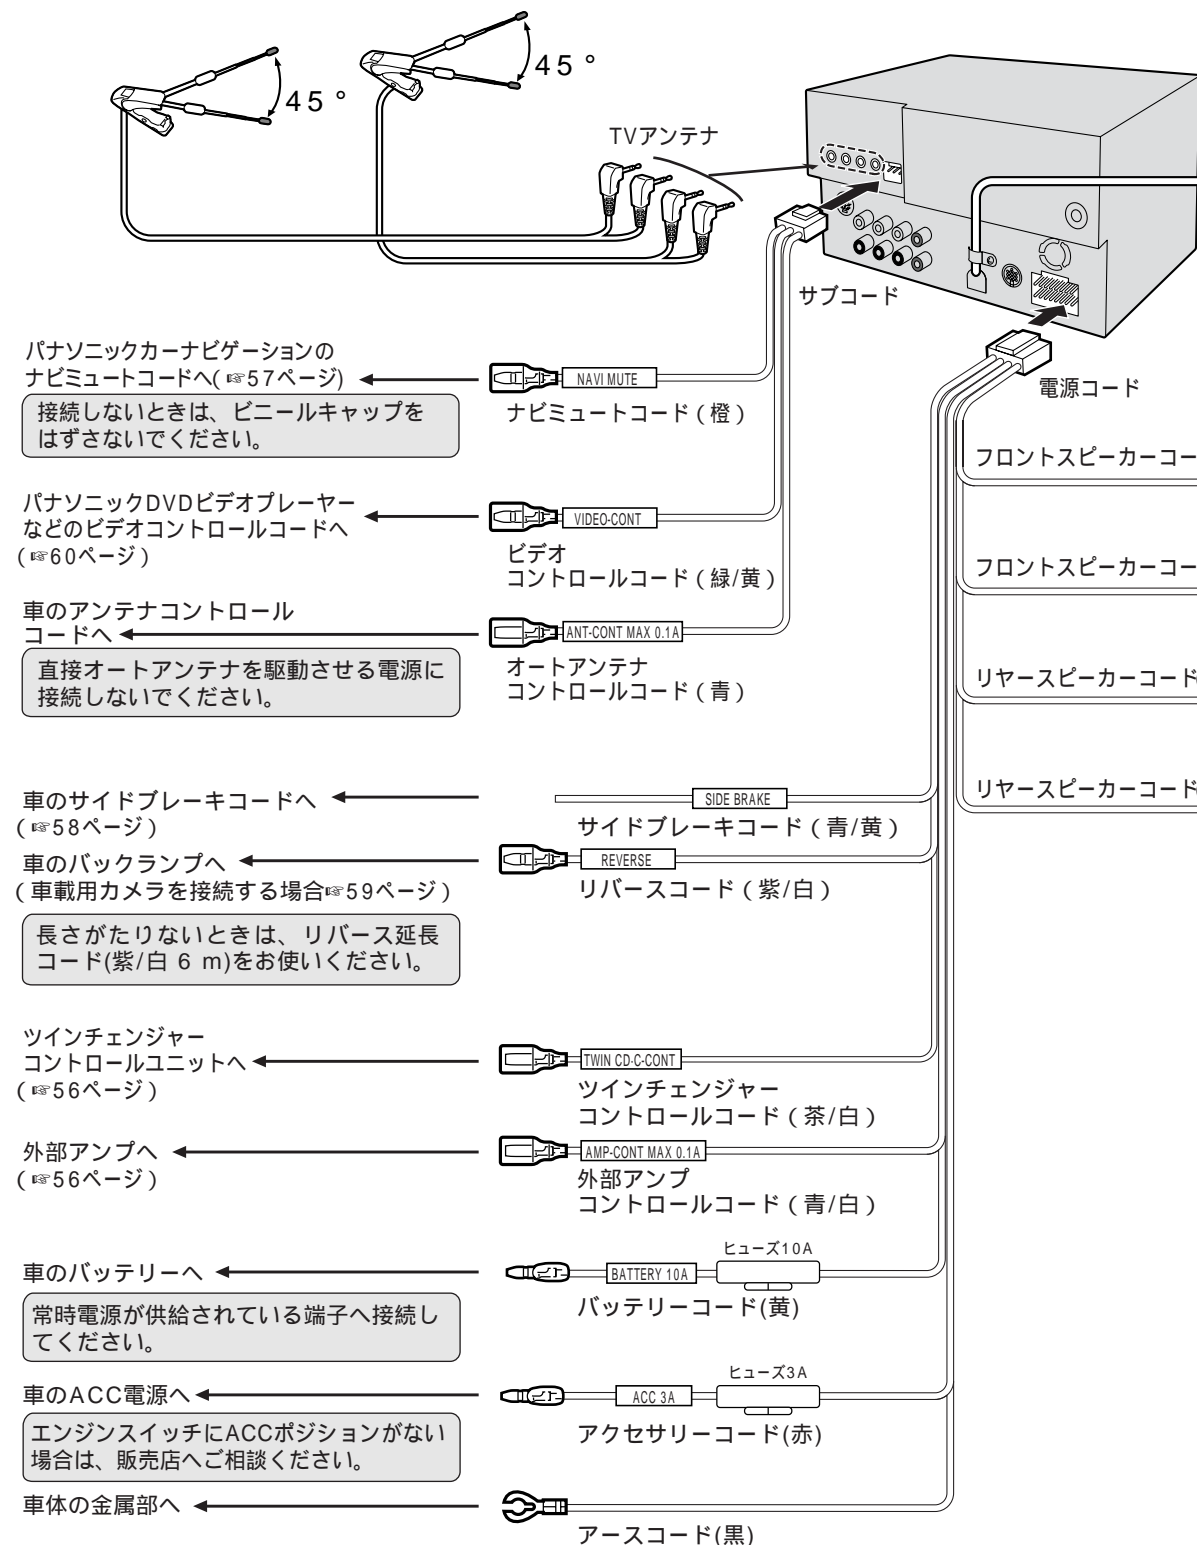 45°
45°
TVアンテナ
サブコード
電源コード
パナソニックカーナビゲーションの
ナビミュートコードへ(☞57ページ)
NAVI MUTE
ナビミュートコード(橙)
接続しないときは、ビニールキャップを
はずさないでください。
フロントスピーカーコー
パナソニックDVDビデオプレーヤー
などのビデオコントロールコードへ
(☞60ページ)
VIDEO-CONT
ビデオ
コントロールコード(緑/黄)
フロントスピーカーコー
車のアンテナコントロール
コードへ
ANT-CONT MAX 0.1A
オートアンテナ
コントロールコード(青)
直接オートアンテナを駆動させる電源に
接続しないでください。
リヤースピーカーコード
車のサイドブレーキコードへ
(☞58ページ)
SIDE BRAKE
サイドブレーキコード(青/黄)
リヤースピーカーコード
車のバックランプへ
(車載用カメラを接続する場合☞59ページ)
REVERSE
リバースコード(紫/白)
長さがたりないときは、リバース延長
コード(紫/白 6 m)をお使いください。
ツインチェンジャー
コントロールユニットへ
(☞56ページ)
TWIN CD·C-CONT
ツインチェンジャー
コントロールコード(茶/白)
外部アンプへ
(☞56ページ)
AMP-CONT MAX 0.1A
外部アンプ
コントロールコード(青/白)
車のバッテリーへ
BATTERY 10A
ヒューズ10A
バッテリーコード(黄)
常時電源が供給されている端子へ接続し
てください。
車のACC電源へ
ACC 3A
ヒューズ3A
アクセサリーコード(赤)
エンジンスイッチにACCポジションがない
場合は、販売店へご相談ください。
車体の金属部へ
アースコード(黒)